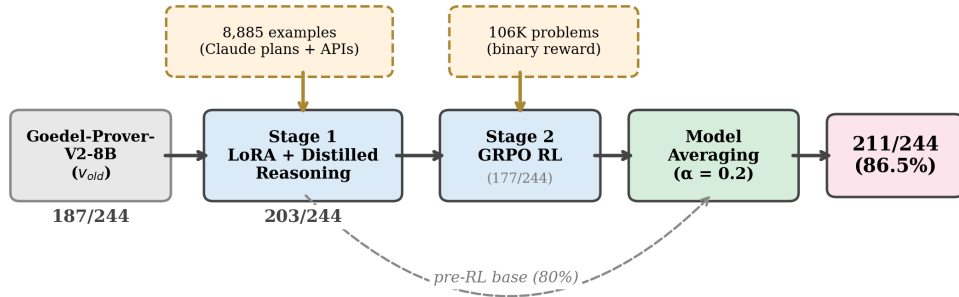 8,885 examples
(Claude plans + APIs)
106K problems
(binary reward)
Goedel-Prover-
V2-8B
(v_old)
187/244
Stage 1
LoRA + Distilled
Reasoning
203/244
Stage 2
GRPO RL
(177/244)
Model
Averaging
(α = 0.2)
211/244
(86.5%)
pre-RL base (80%)